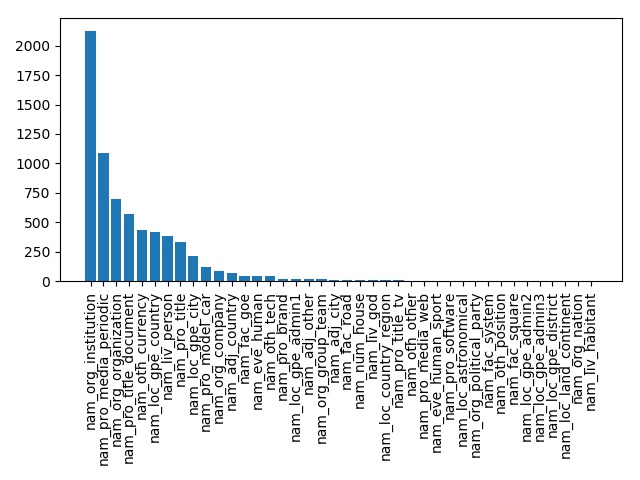 2000
1750
1500
1250
1000
750
500
250
0
nam_org_institution
nam_pro_media_periodic
nam_org_organization
nam_pro_title_document
nam_oth_currency
nam_loc_gpe_country
nam_liv_person
nam_pro_title
nam_loc_gpe_city
nam_pro_model_car
nam_org_company
nam_adj_country
nam_fac_goe
nam_eve_human
nam_oth_tech
nam_pro_brand
nam_loc_gpe_admin1
nam_adj_other
nam_org_group_team
nam_adj_city
nam_fac_road
nam_num_house
nam_liv_god
nam_loc_country_region
nam_pro_title_tv
nam_oth_other
nam_pro_media_web
nam_eve_human_sport
nam_pro_software
nam_loc_astronomical
nam_org_political_party
nam_fac_system
nam_oth_position
nam_fac_square
nam_loc_gpe_admin2
nam_loc_gpe_admin3
nam_loc_gpe_district
nam_loc_land_continent
nam_org_nation
nam_liv_habitant